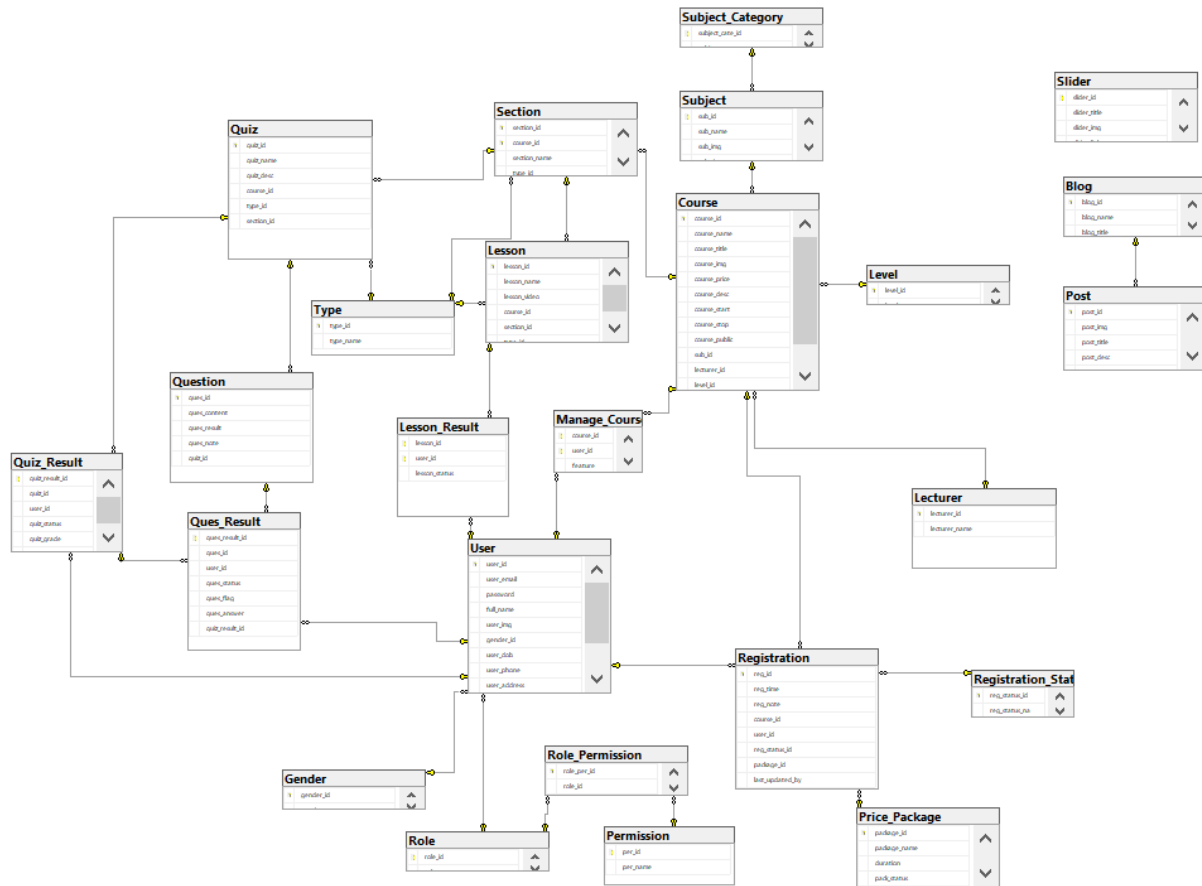 Subject_Category
subject_cate_id
Slider
slider_id
slider_title
slider_img
Subject
sub_id
sub_name
sub_img
Section
section_id
course_id
section_name
type_id
Quiz
quiz_id
quiz_name
quiz_desc
course_id
type_id
section_id
Blog
blog_id
blog_name
blog_title
Course
course_id
course_name
course_title
course_img
course_price
course_desc
course_start
course_stop
course_public
sub_id
lecturer_id
level_id
Lesson
lesson_id
lesson_name
lesson_video
course_id
section_id
type_id
Level
level_id
Post
post_id
post_img
post_title
post_desc
Type
type_id
type_name
Question
ques_id
ques_content
ques_result
ques_note
quiz_id
Manage_Cours
course_id
user_id
feature
Lesson_Result
lesson_id
user_id
lesson_status
Quiz_Result
quiz_result_id
quiz_id
user_id
quiz_status
quiz_grade
Lecturer
lecturer_id
lecturer_name
Ques_Result
ques_result_id
ques_id
user_id
ques_status
ques_flag
ques_answer
quiz_result_id
User
user_id
user_email
password
full_name
user_img
gender_id
user_dob
user_phone
user_address
Registration
reg_id
reg_time
reg_note
course_id
user_id
reg_status_id
package_id
last_updated_by
Registration_Stat
reg_status_id
reg_status_na
Role_Permission
role_per_id
role_id
Gender
gender_id
Price_Package
package_id
package_name
duration
pack_status
Role
role_id
Permission
per_id
per_name